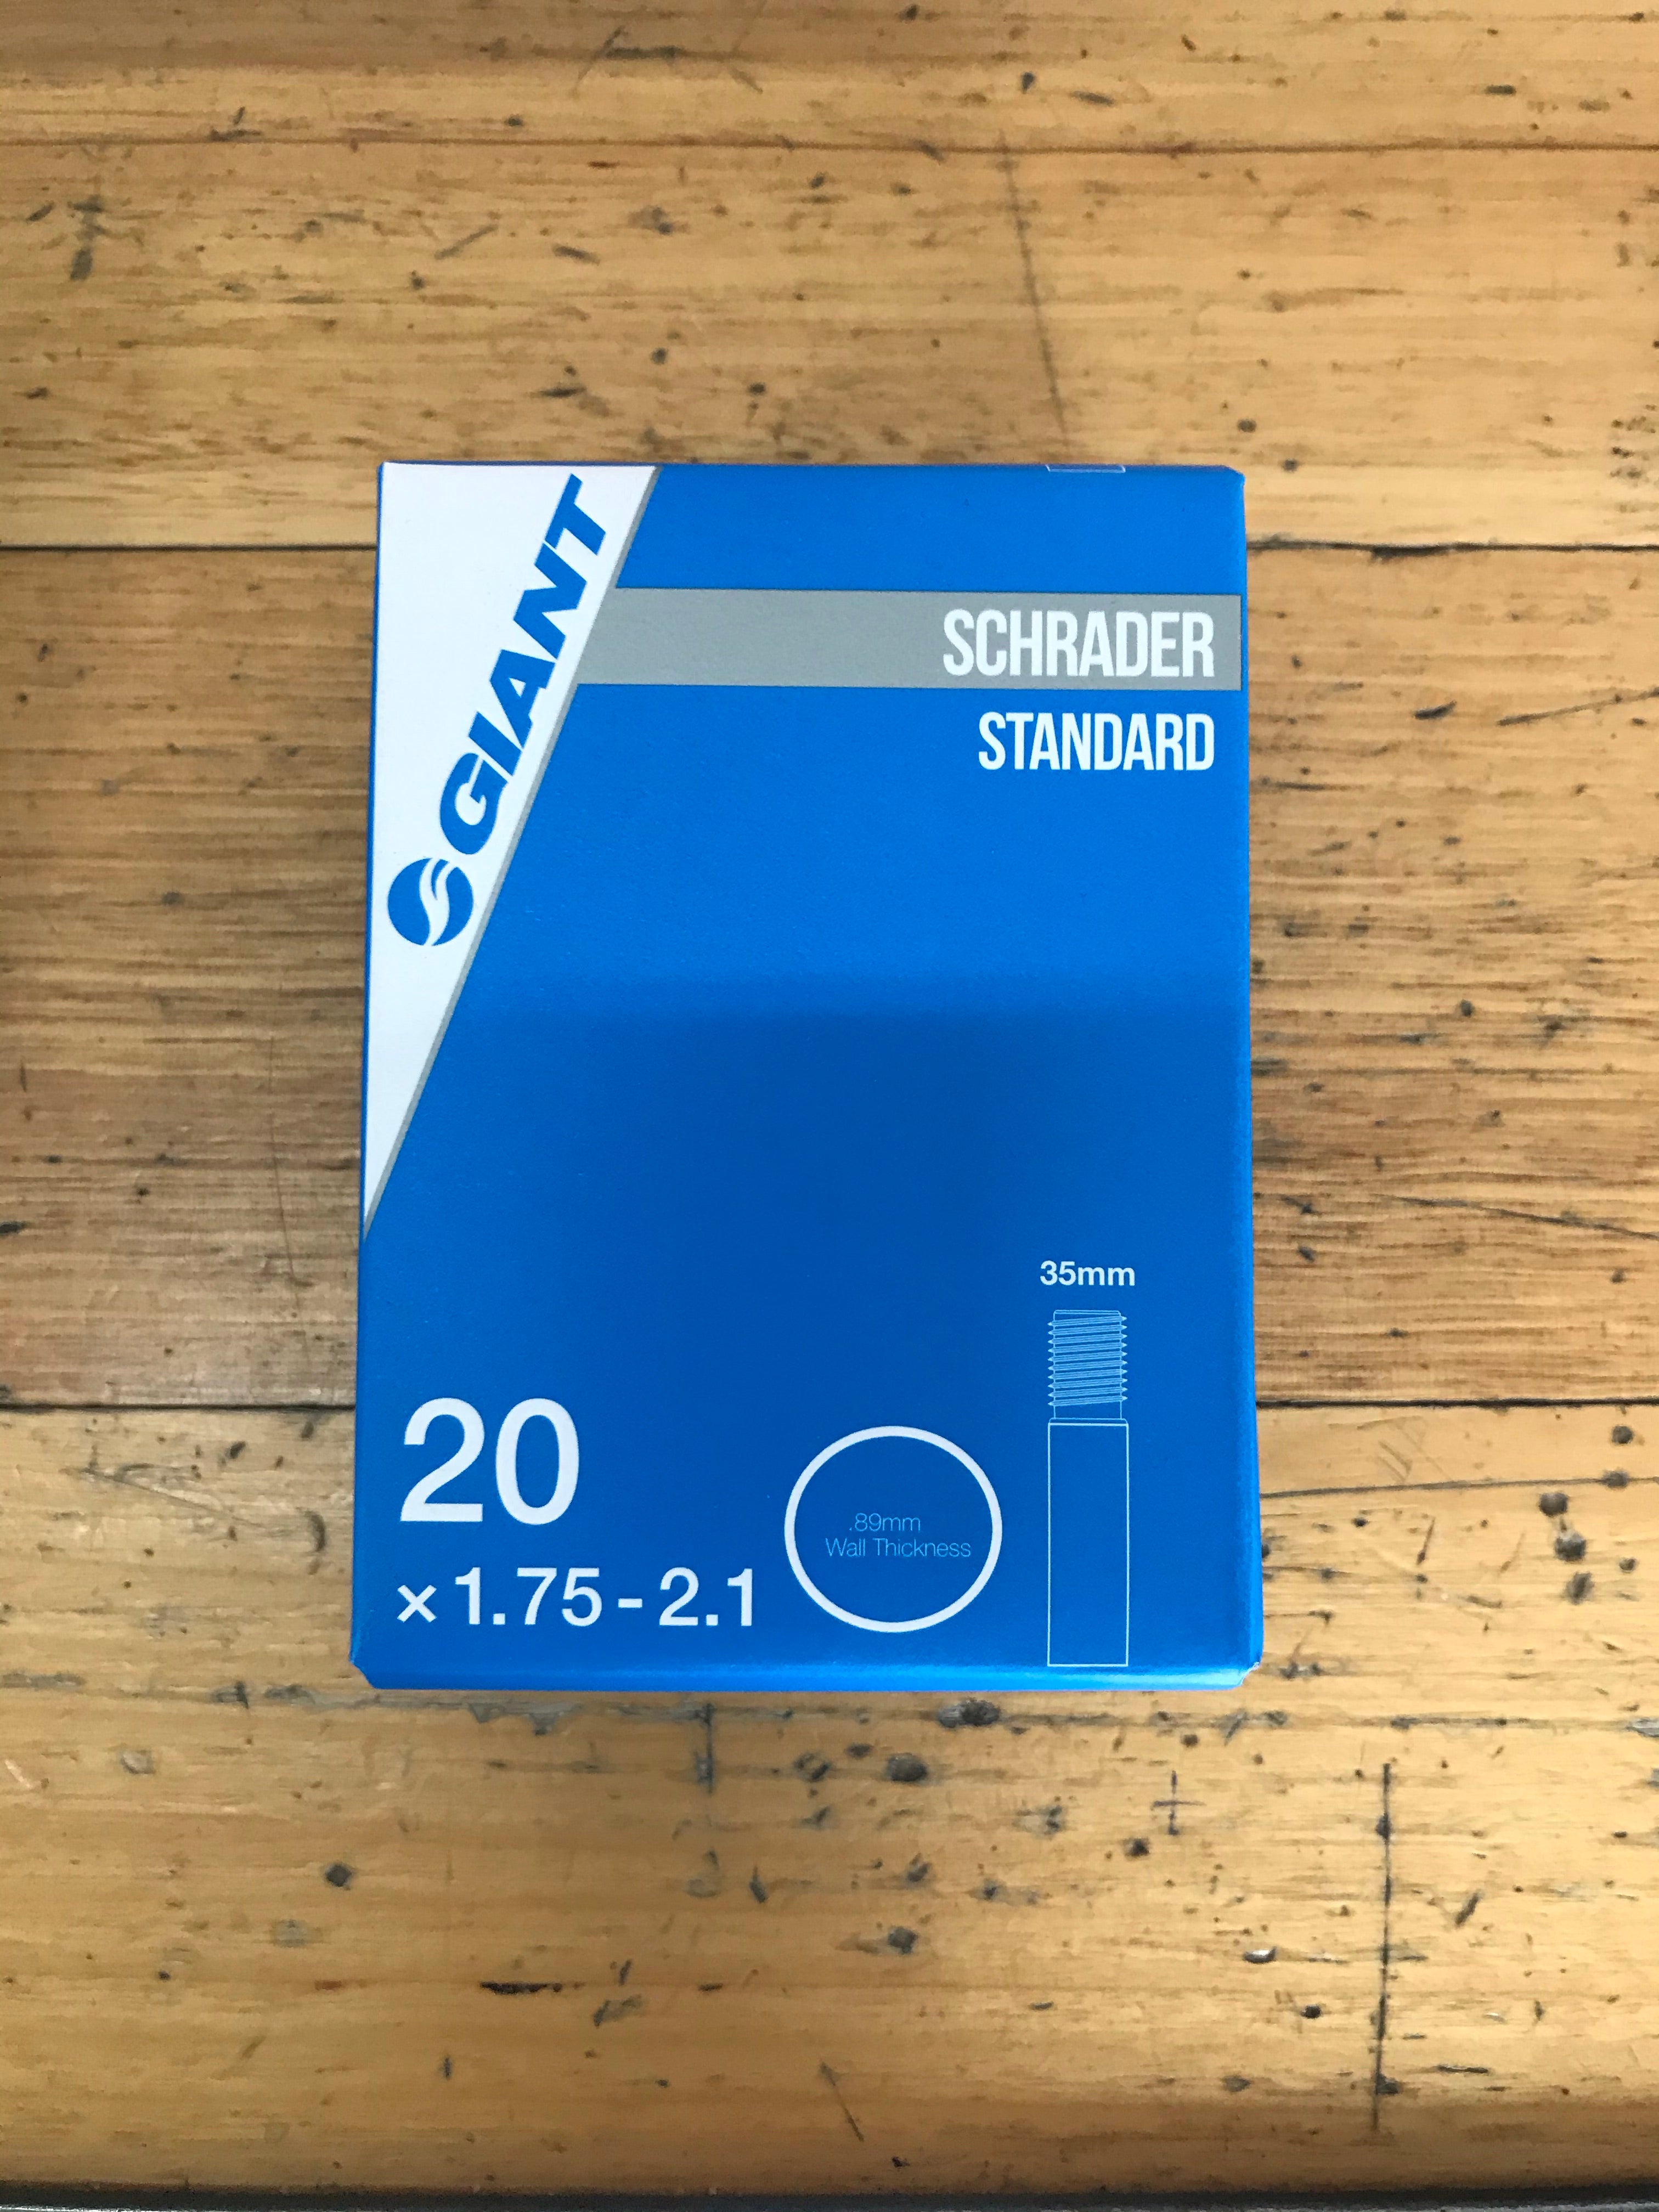 GIANT
SCHRADER
STANDARD
35mm
20
.89mm
Wall Thickness
×1.75-2.1